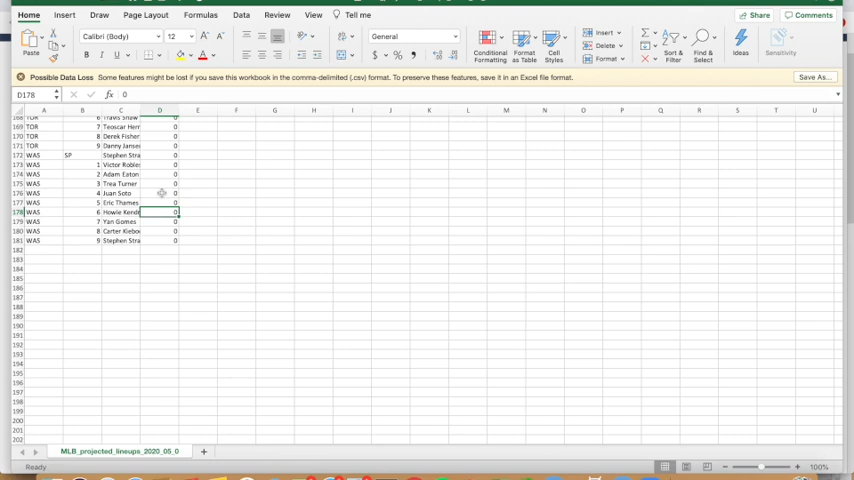 Home Insert Draw Page Layout Formulas Data Review View Tell me Share Comments
Calibri (Body) 12 A A General Insert Conditional Formatting Format as Table Cell Styles Delete Format Sort & Filter Find & Select Ideas Sensitivity
Paste B I U A $ %
Possible Data Loss Some features might be lost if you save this workbook in the comma-delimited (.csv) format. To preserve these features, save it in an Excel file format. Save As...
D178 fx 0
A B C D E F G H I J K L M N O P Q R S T U
168 TOR 6 Travis Shaw 0
169 TOR 7 Teoscar Hern 0
170 TOR 8 Derek Fisher 0
171 TOR 9 Danny Jansen 0
172 WAS SP Stephen Stra
173 WAS 1 Victor Robles 0
174 WAS 2 Adam Eaton 0
175 WAS 3 Trea Turner 0
176 WAS 4 Juan Soto 0
177 WAS 5 Eric Thames 0
178 WAS 6 Howie Kendr 0
179 WAS 7 Yan Gomes 0
180 WAS 8 Carter Kieboo 0
181 WAS 9 Stephen Stra 0
182
183
184
185
186
187
188
189
190
191
192
193
194
195
196
197
198
199
200
201
202
MLB_projected_lineups_2020_05_0 +
Ready 100%